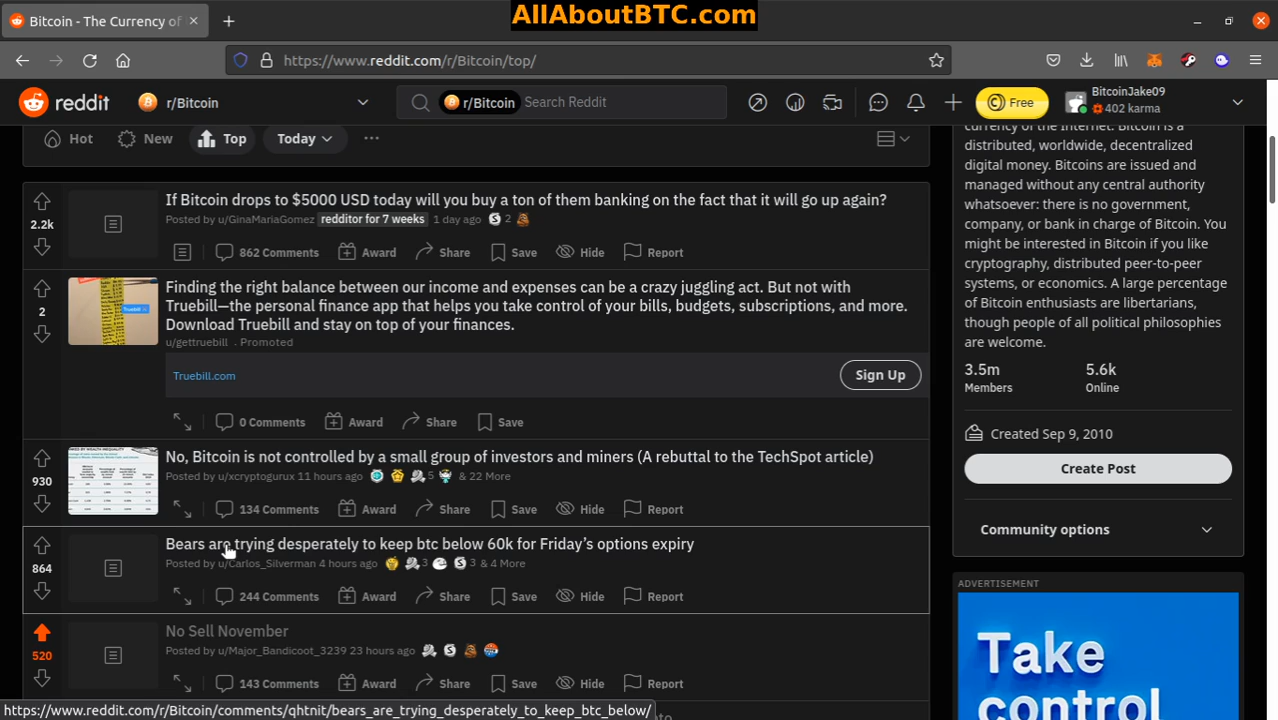 AllAboutBTC.com
Bitcoin - The Currency of
https://www.reddit.com/r/Bitcoin/top/
reddit
r/Bitcoin
r/Bitcoin Search Reddit
Free
BitcoinJake09
402 karma
Hot
New
Top
Today
If Bitcoin drops to $5000 USD today will you buy a ton of them banking on the fact that it will go up again?
Posted by u/GinaMariaGomez redditor for 7 weeks 1 day ago 2
2.2k
862 Comments Award Share Save Hide Report
Finding the right balance between our income and expenses can be a crazy juggling act. But not with
Truebill—the personal finance app that helps you take control of your bills, budgets, subscriptions, and more.
Download Truebill and stay on top of your finances.
2
u/gettruebill . Promoted
Truebill.com
Sign Up
0 Comments Award Share Save
No, Bitcoin is not controlled by a small group of investors and miners (A rebuttal to the TechSpot article)
Posted by u/xcryptogurux 11 hours ago 5 & 22 More
930
134 Comments Award Share Save Hide Report
Bears are trying desperately to keep btc below 60k for Friday’s options expiry
Posted by u/Carlos_Silverman 4 hours ago 3 3 & 4 More
864
244 Comments Award Share Save Hide Report
No Sell November
Posted by u/Major_Bandicoot_3239 23 hours ago
520
143 Comments Award Share Save Hide Report
https://www.reddit.com/r/Bitcoin/comments/qhtnit/bears_are_trying_desperately_to_keep_btc_below/
currency of the Internet. Bitcoin is a
distributed, worldwide, decentralized
digital money. Bitcoins are issued and
managed without any central authority
whatsoever: there is no government,
company, or bank in charge of Bitcoin. You
might be interested in Bitcoin if you like
cryptography, distributed peer-to-peer
systems, or economics. A large percentage
of Bitcoin enthusiasts are libertarians,
though people of all political philosophies
are welcome.
3.5m 5.6k
Members Online
Created Sep 9, 2010
Create Post
Community options
ADVERTISEMENT
Take
control